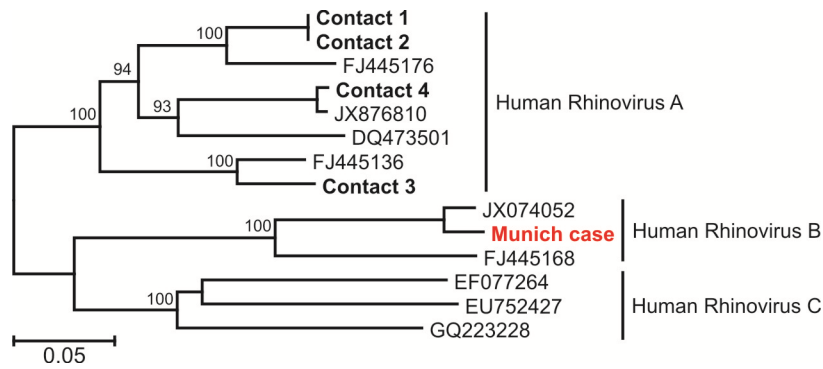 Contact 1
100
Contact 2
94
FJ445176
Contact 4
93
JX876810
Human Rhinovirus A
DQ473501
100
100
FJ445136
Contact 3
JX074052
100
Munich case
Human Rhinovirus B
FJ445168
EF077264
100
EU752427
Human Rhinovirus C
GQ223228
0.05